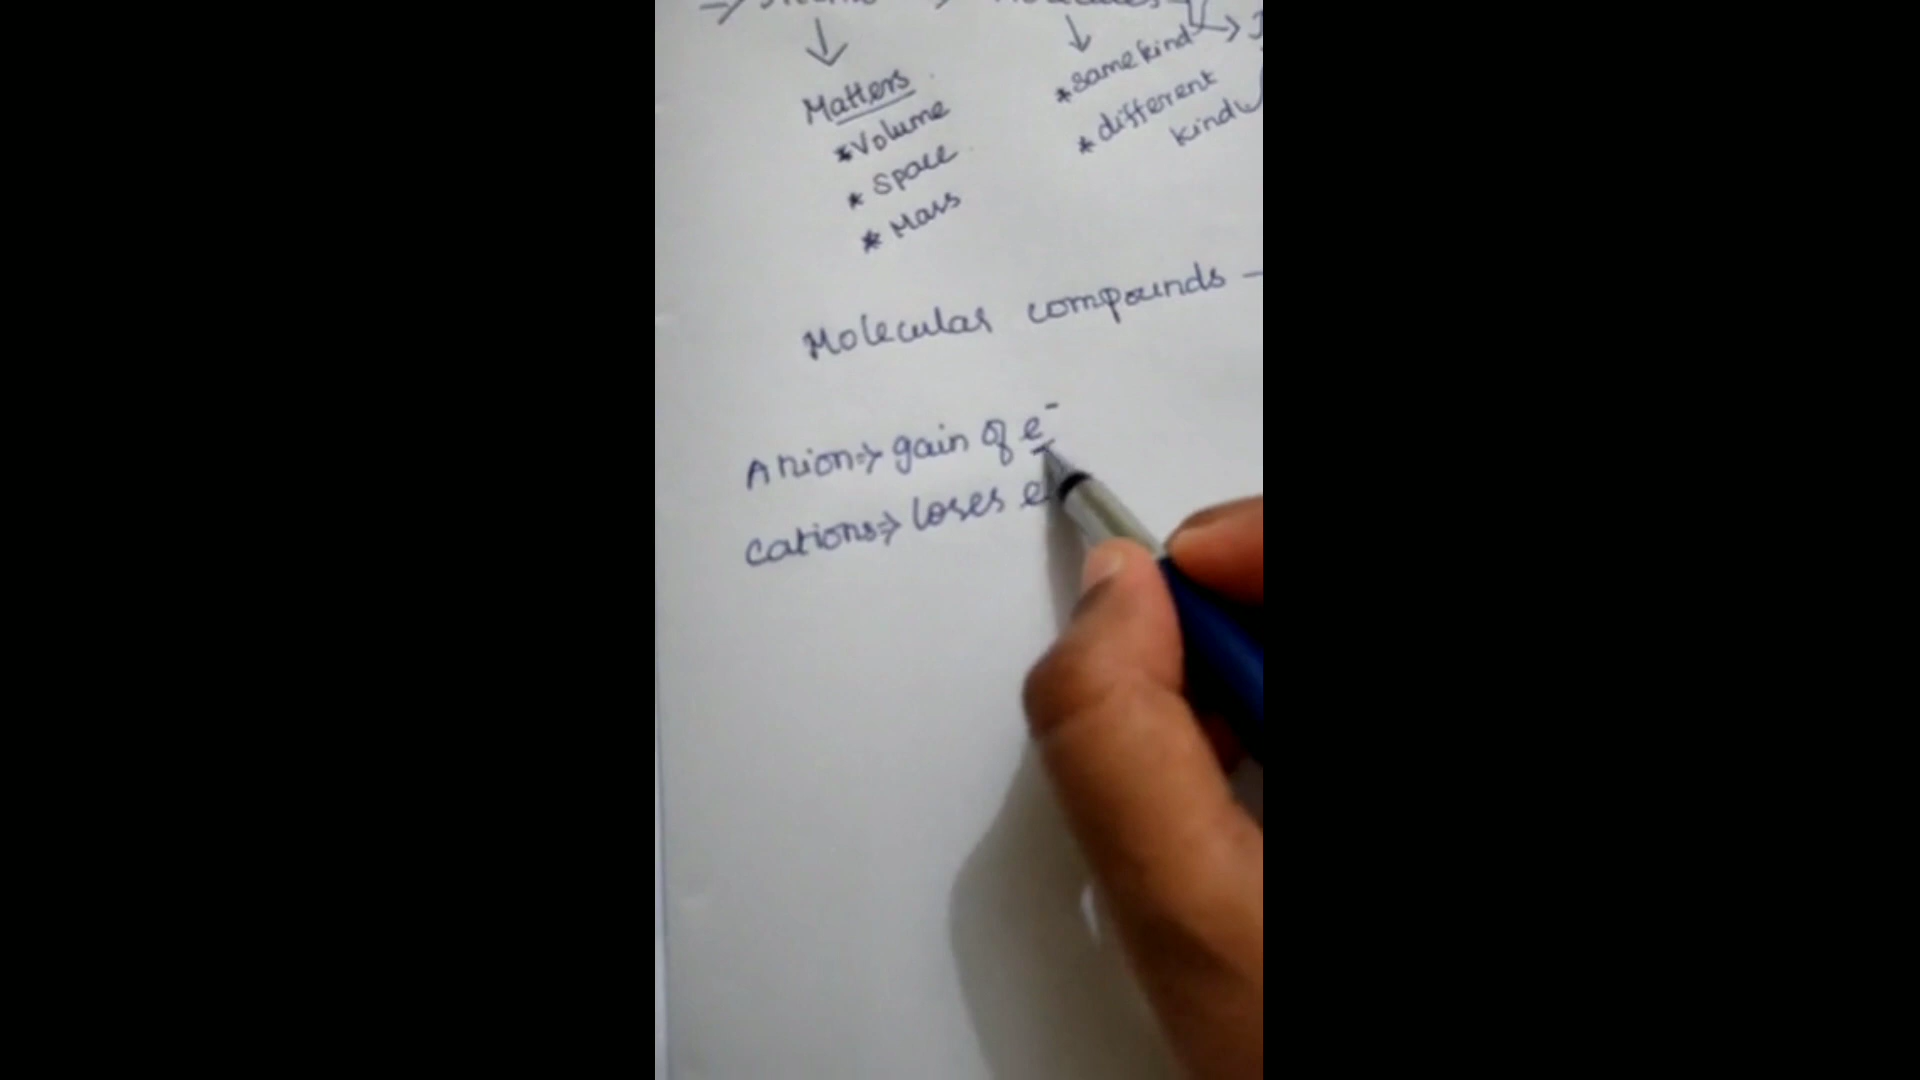 Matters
*Volume
* Space
* Mass
*same kind
* different
kind
Molecular compounds -
Anion=> gain of e-
cations=> loses e